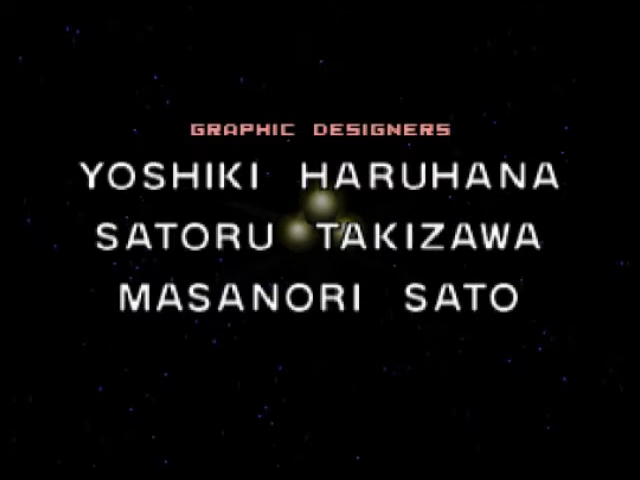 GRAPHIC DESIGNERS
YOSHIKI HARUHANA
SATORU TAKIZAWA
MASANORI SATO